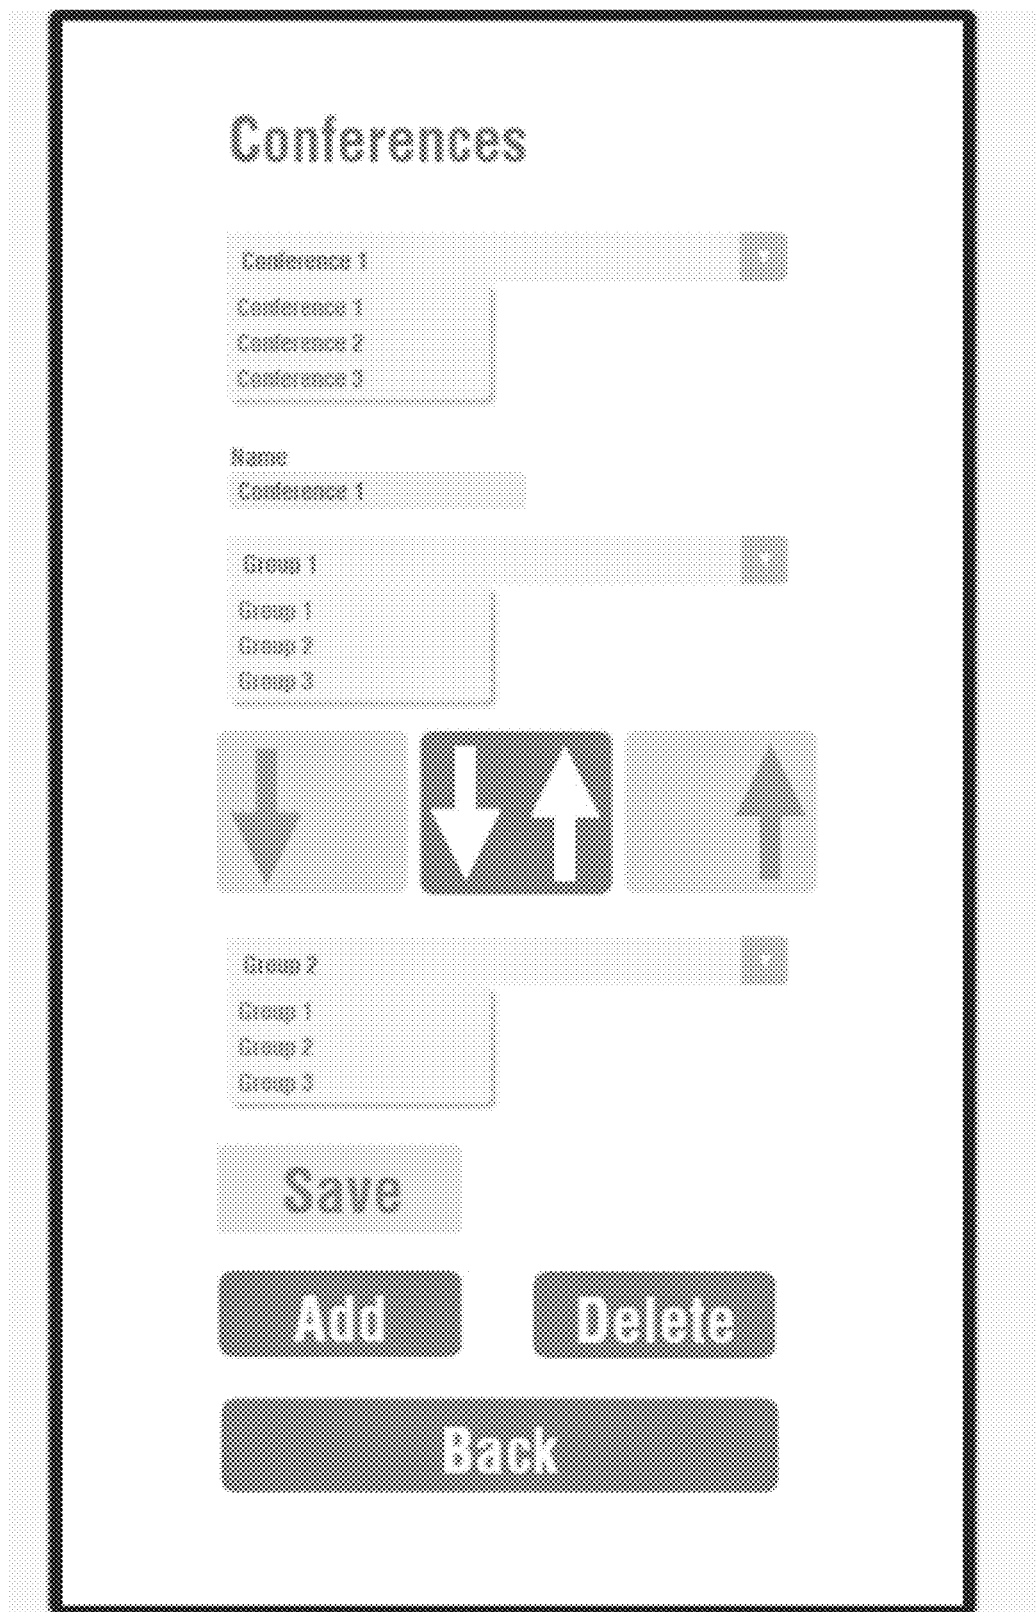 Conferences
Conference 1
Conference 1
Conference 2
Conference 3
Name
Conference 1
Group 1
Group 1
Group 2
Group 3
Group 2
Group 1
Group 2
Group 3
Save
Add Delete
Back